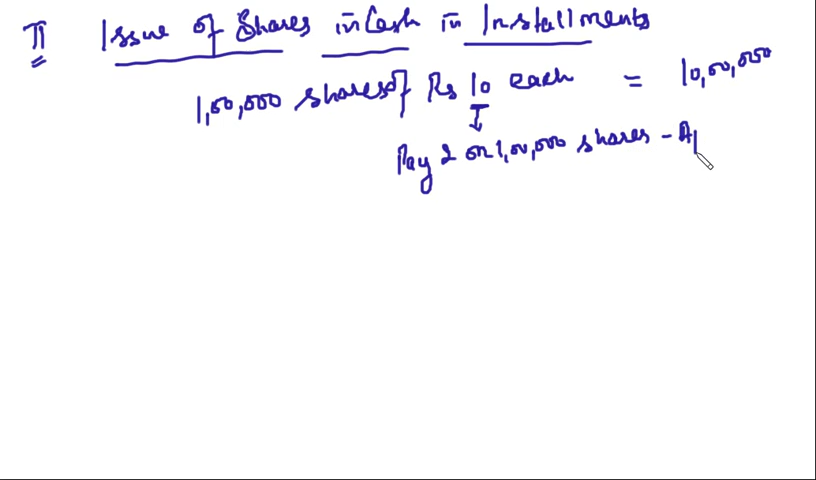 II Issue of Shares in Cash in Installments
1,00,000 shares of Rs 10 each = 10,00,000
Pay 2 on 1,00,000 shares - Ap